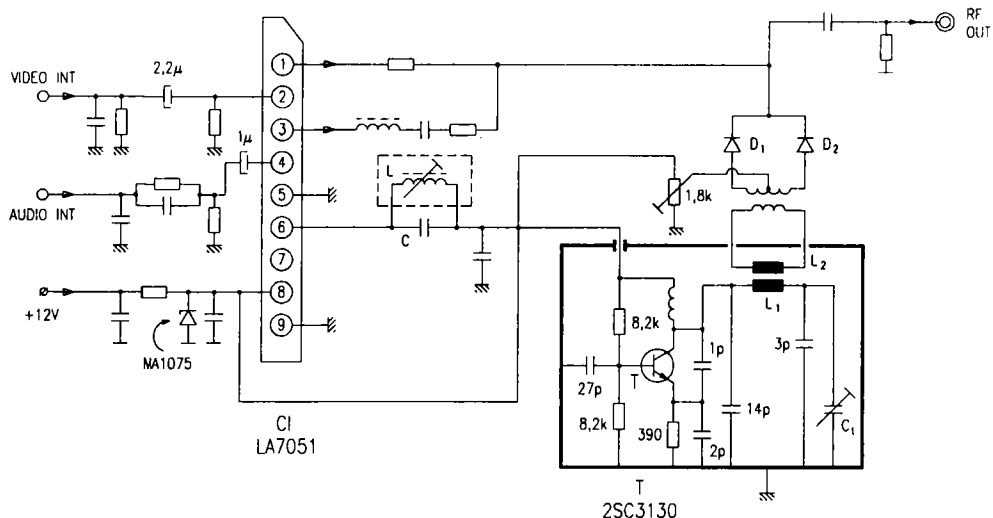 RF
OUT
VIDEO INT
2,2µ
1
2
3
1µ
4
D1
D2
L
1,8k
5
AUDIO INT
6
C
7
L2
8
+12V
8,2k
L1
9
MA1075
1p
3p
27p
T
CI
LA7051
8,2k
390
2p
14p
C1
T
2SC3130